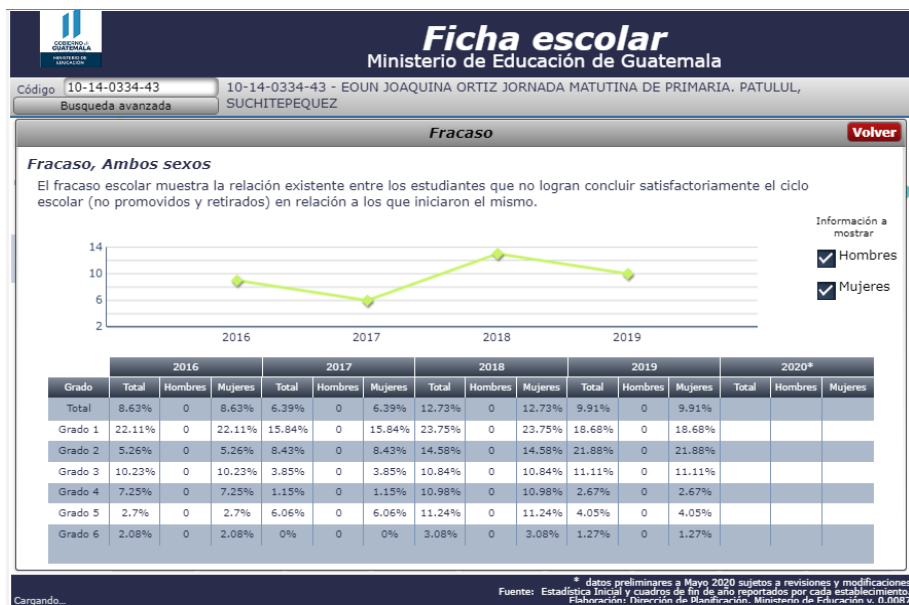 GOBIERNO de
GUATEMALA
MINISTERIO DE
EDUCACIÓN
Ficha escolar
Ministerio de Educación de Guatemala
Código 10-14-0334-43
Busqueda avanzada
10-14-0334-43 - EOUN JOAQUINA ORTIZ JORNADA MATUTINA DE PRIMARIA. PATULUL,
SUCHITEPEQUEZ
Fracaso
Volver
Fracaso, Ambos sexos
El fracaso escolar muestra la relación existente entre los estudiantes que no logran concluir satisfactoriamente el ciclo
escolar (no promovidos y retirados) en relación a los que iniciaron el mismo.
Información a
mostrar
Hombres
Mujeres
14
10
6
2
2016 2017 2018 2019
2016 2017 2018 2019 2020*
Grado Total Hombres Mujeres Total Hombres Mujeres Total Hombres Mujeres Total Hombres Mujeres Total Hombres Mujeres
Total 8.63% 0 8.63% 6.39% 0 6.39% 12.73% 0 12.73% 9.91% 0 9.91%
Grado 1 22.11% 0 22.11% 15.84% 0 15.84% 23.75% 0 23.75% 18.68% 0 18.68%
Grado 2 5.26% 0 5.26% 8.43% 0 8.43% 14.58% 0 14.58% 21.88% 0 21.88%
Grado 3 10.23% 0 10.23% 3.85% 0 3.85% 10.84% 0 10.84% 11.11% 0 11.11%
Grado 4 7.25% 0 7.25% 1.15% 0 1.15% 10.98% 0 10.98% 2.67% 0 2.67%
Grado 5 2.7% 0 2.7% 6.06% 0 6.06% 11.24% 0 11.24% 4.05% 0 4.05%
Grado 6 2.08% 0 2.08% 0% 0 0% 3.08% 0 3.08% 1.27% 0 1.27%
* datos preliminares a Mayo 2020 sujetos a revisiones y modificaciones
Fuente: Estadística Inicial y cuadros de fin de año reportados por cada establecimiento.
Cargando... Elaboración: Dirección de Planificación. Ministerio de Educación v. 0.0087